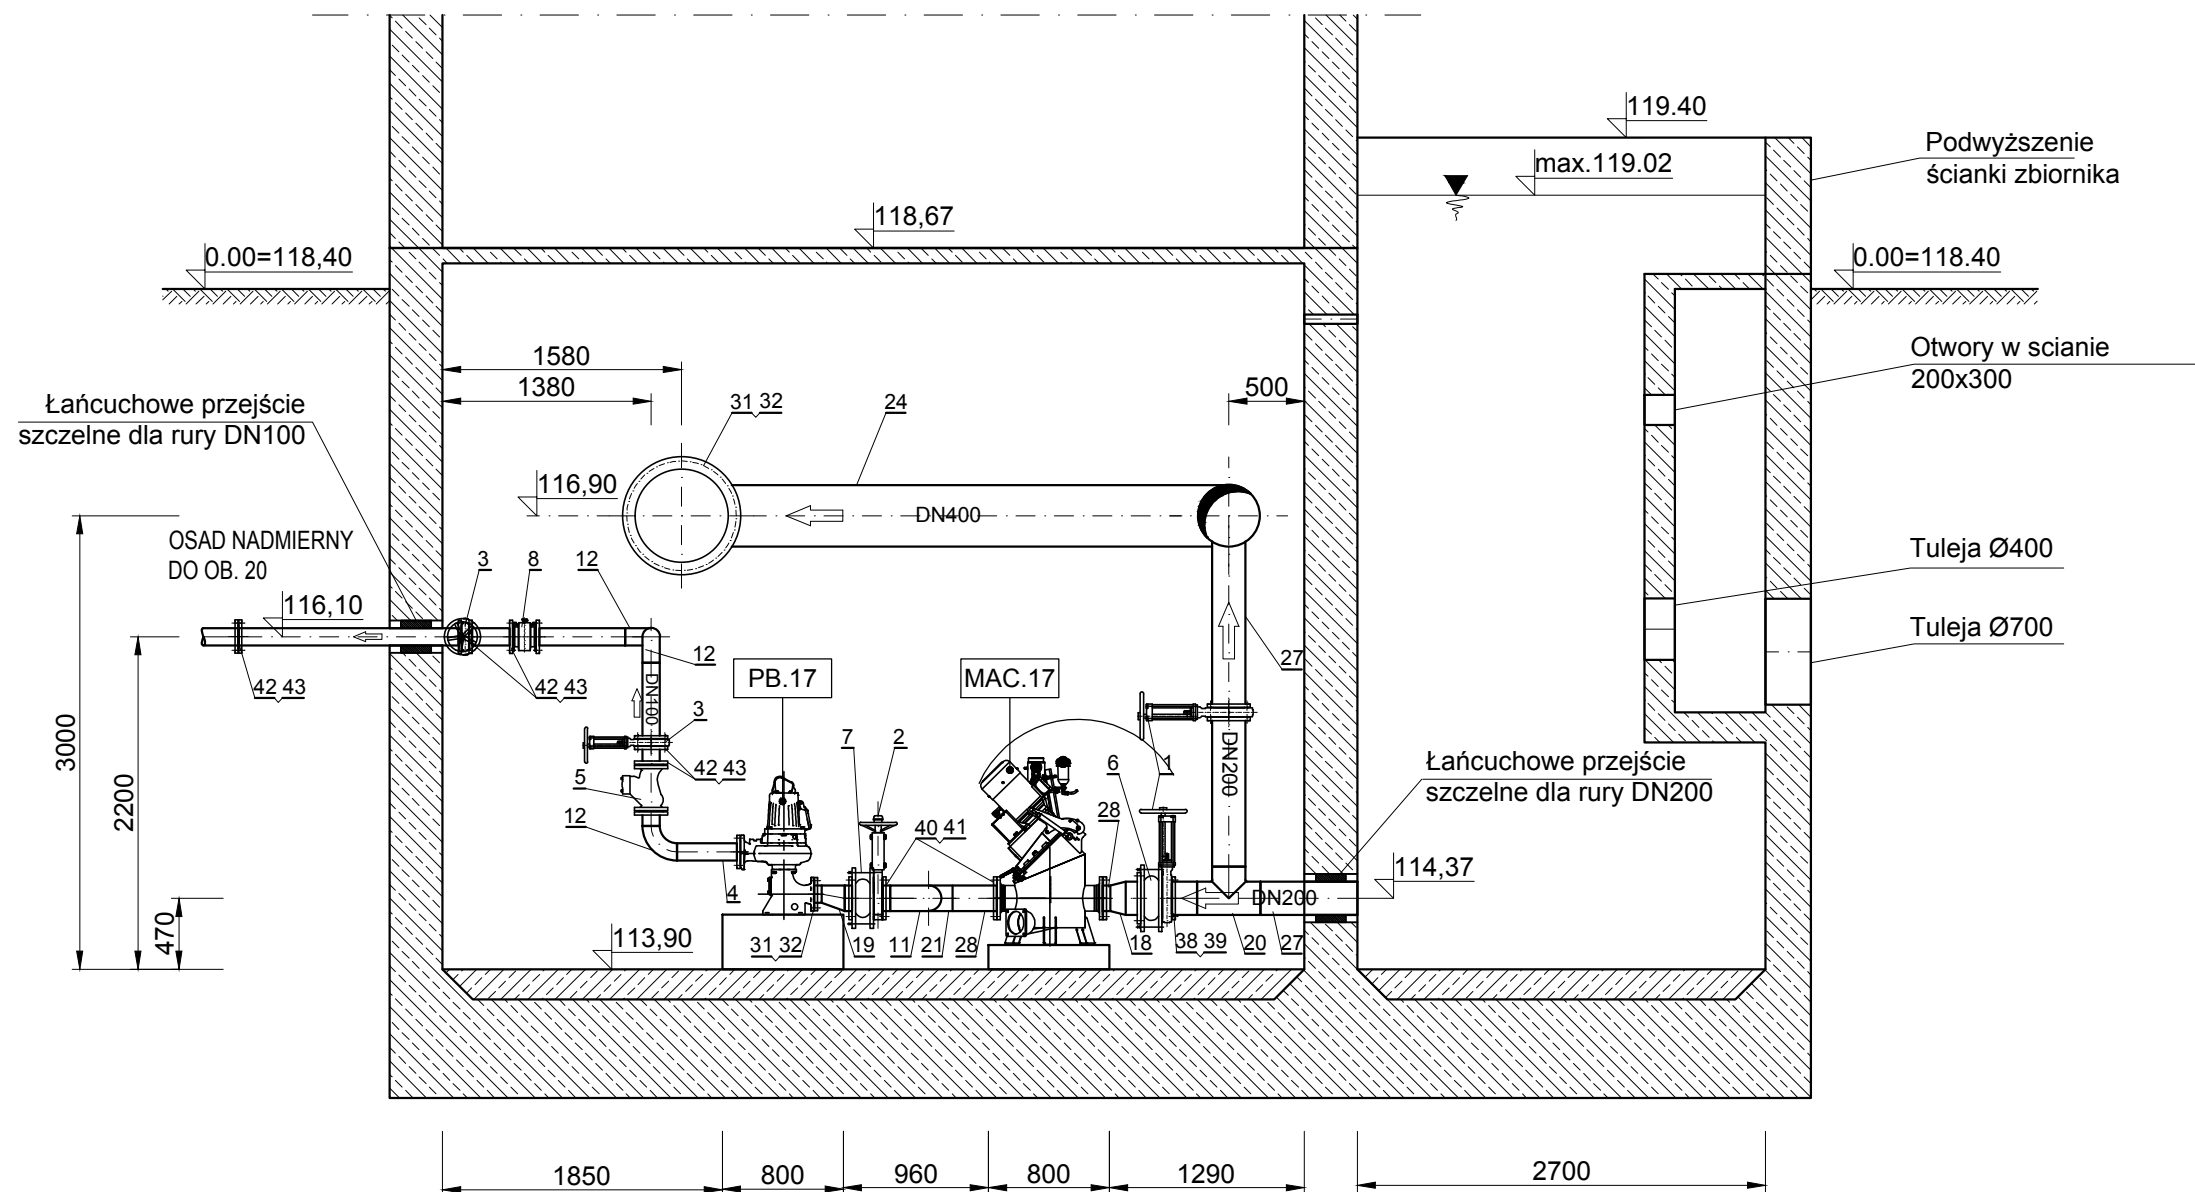 119.40
max.119.02
Podwyższenie
ścianki zbiornika
118,67
0.00=118,40
0.00=118.40
1580
1380
500
Otwory w scianie
200x300
Łańcuchowe przejście
szczelne dla rury DN100
31 32
24
116,90
DN400
OSAD NADMIERNY
DO OB. 20
3
8
12
Tuleja Ø400
116,10
Tuleja Ø700
12
27
42 43
42 43
PB.17
MAC.17
DN100
3
3000
2200
7
2
DN200
42 43
5
6
1
Łańcuchowe przejście
szczelne dla rury DN200
12
40 41
28
4
114,37
DN200
470
113,90
31 32
19
11
21
28
18
38 39
20
27
1850
800
960
800
1290
2700